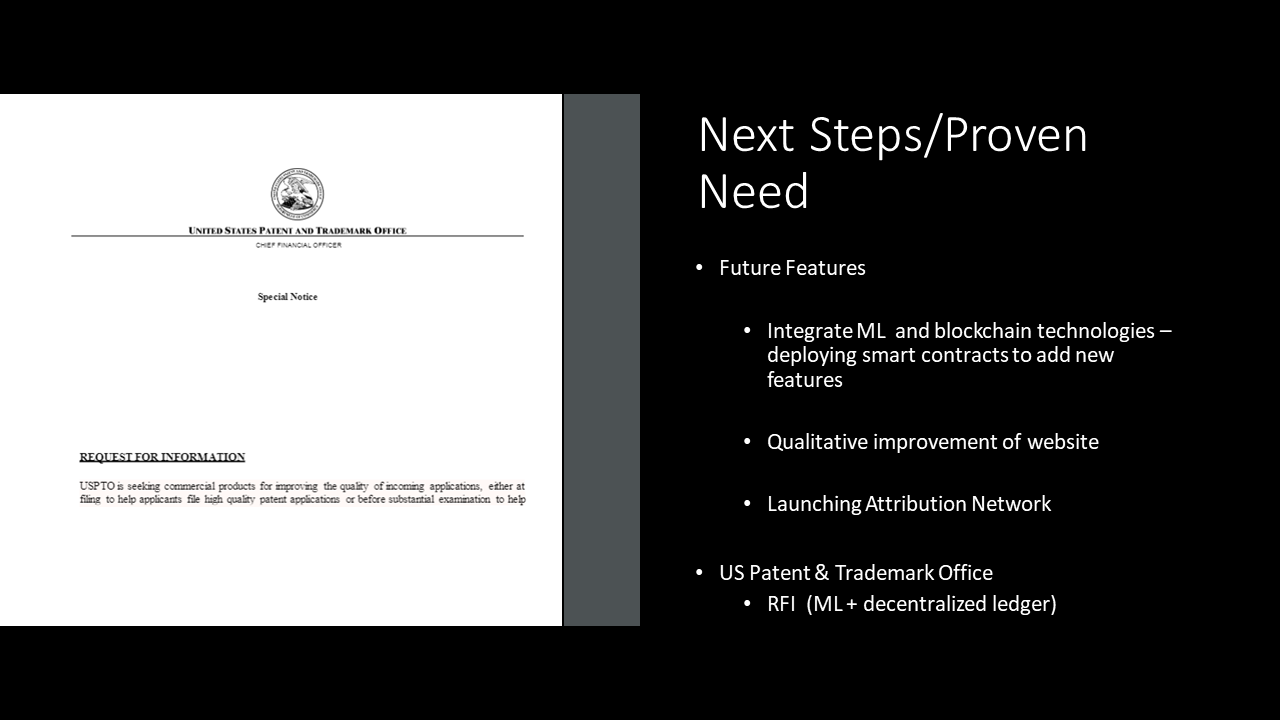 UNITED STATES PATENT AND TRADEMARK OFFICE
CHIEF FINANCIAL OFFICER
Special Notice
REQUEST FOR INFORMATION
USPTO is seeking commercial products for improving the quality of incoming applications, either at
filing to help applicants file high quality patent applications or before substantial examination to help
Next Steps/Proven
Need
• Future Features
• Integrate ML and blockchain technologies –
deploying smart contracts to add new
features
• Qualitative improvement of website
• Launching Attribution Network
• US Patent & Trademark Office
• RFI (ML + decentralized ledger)